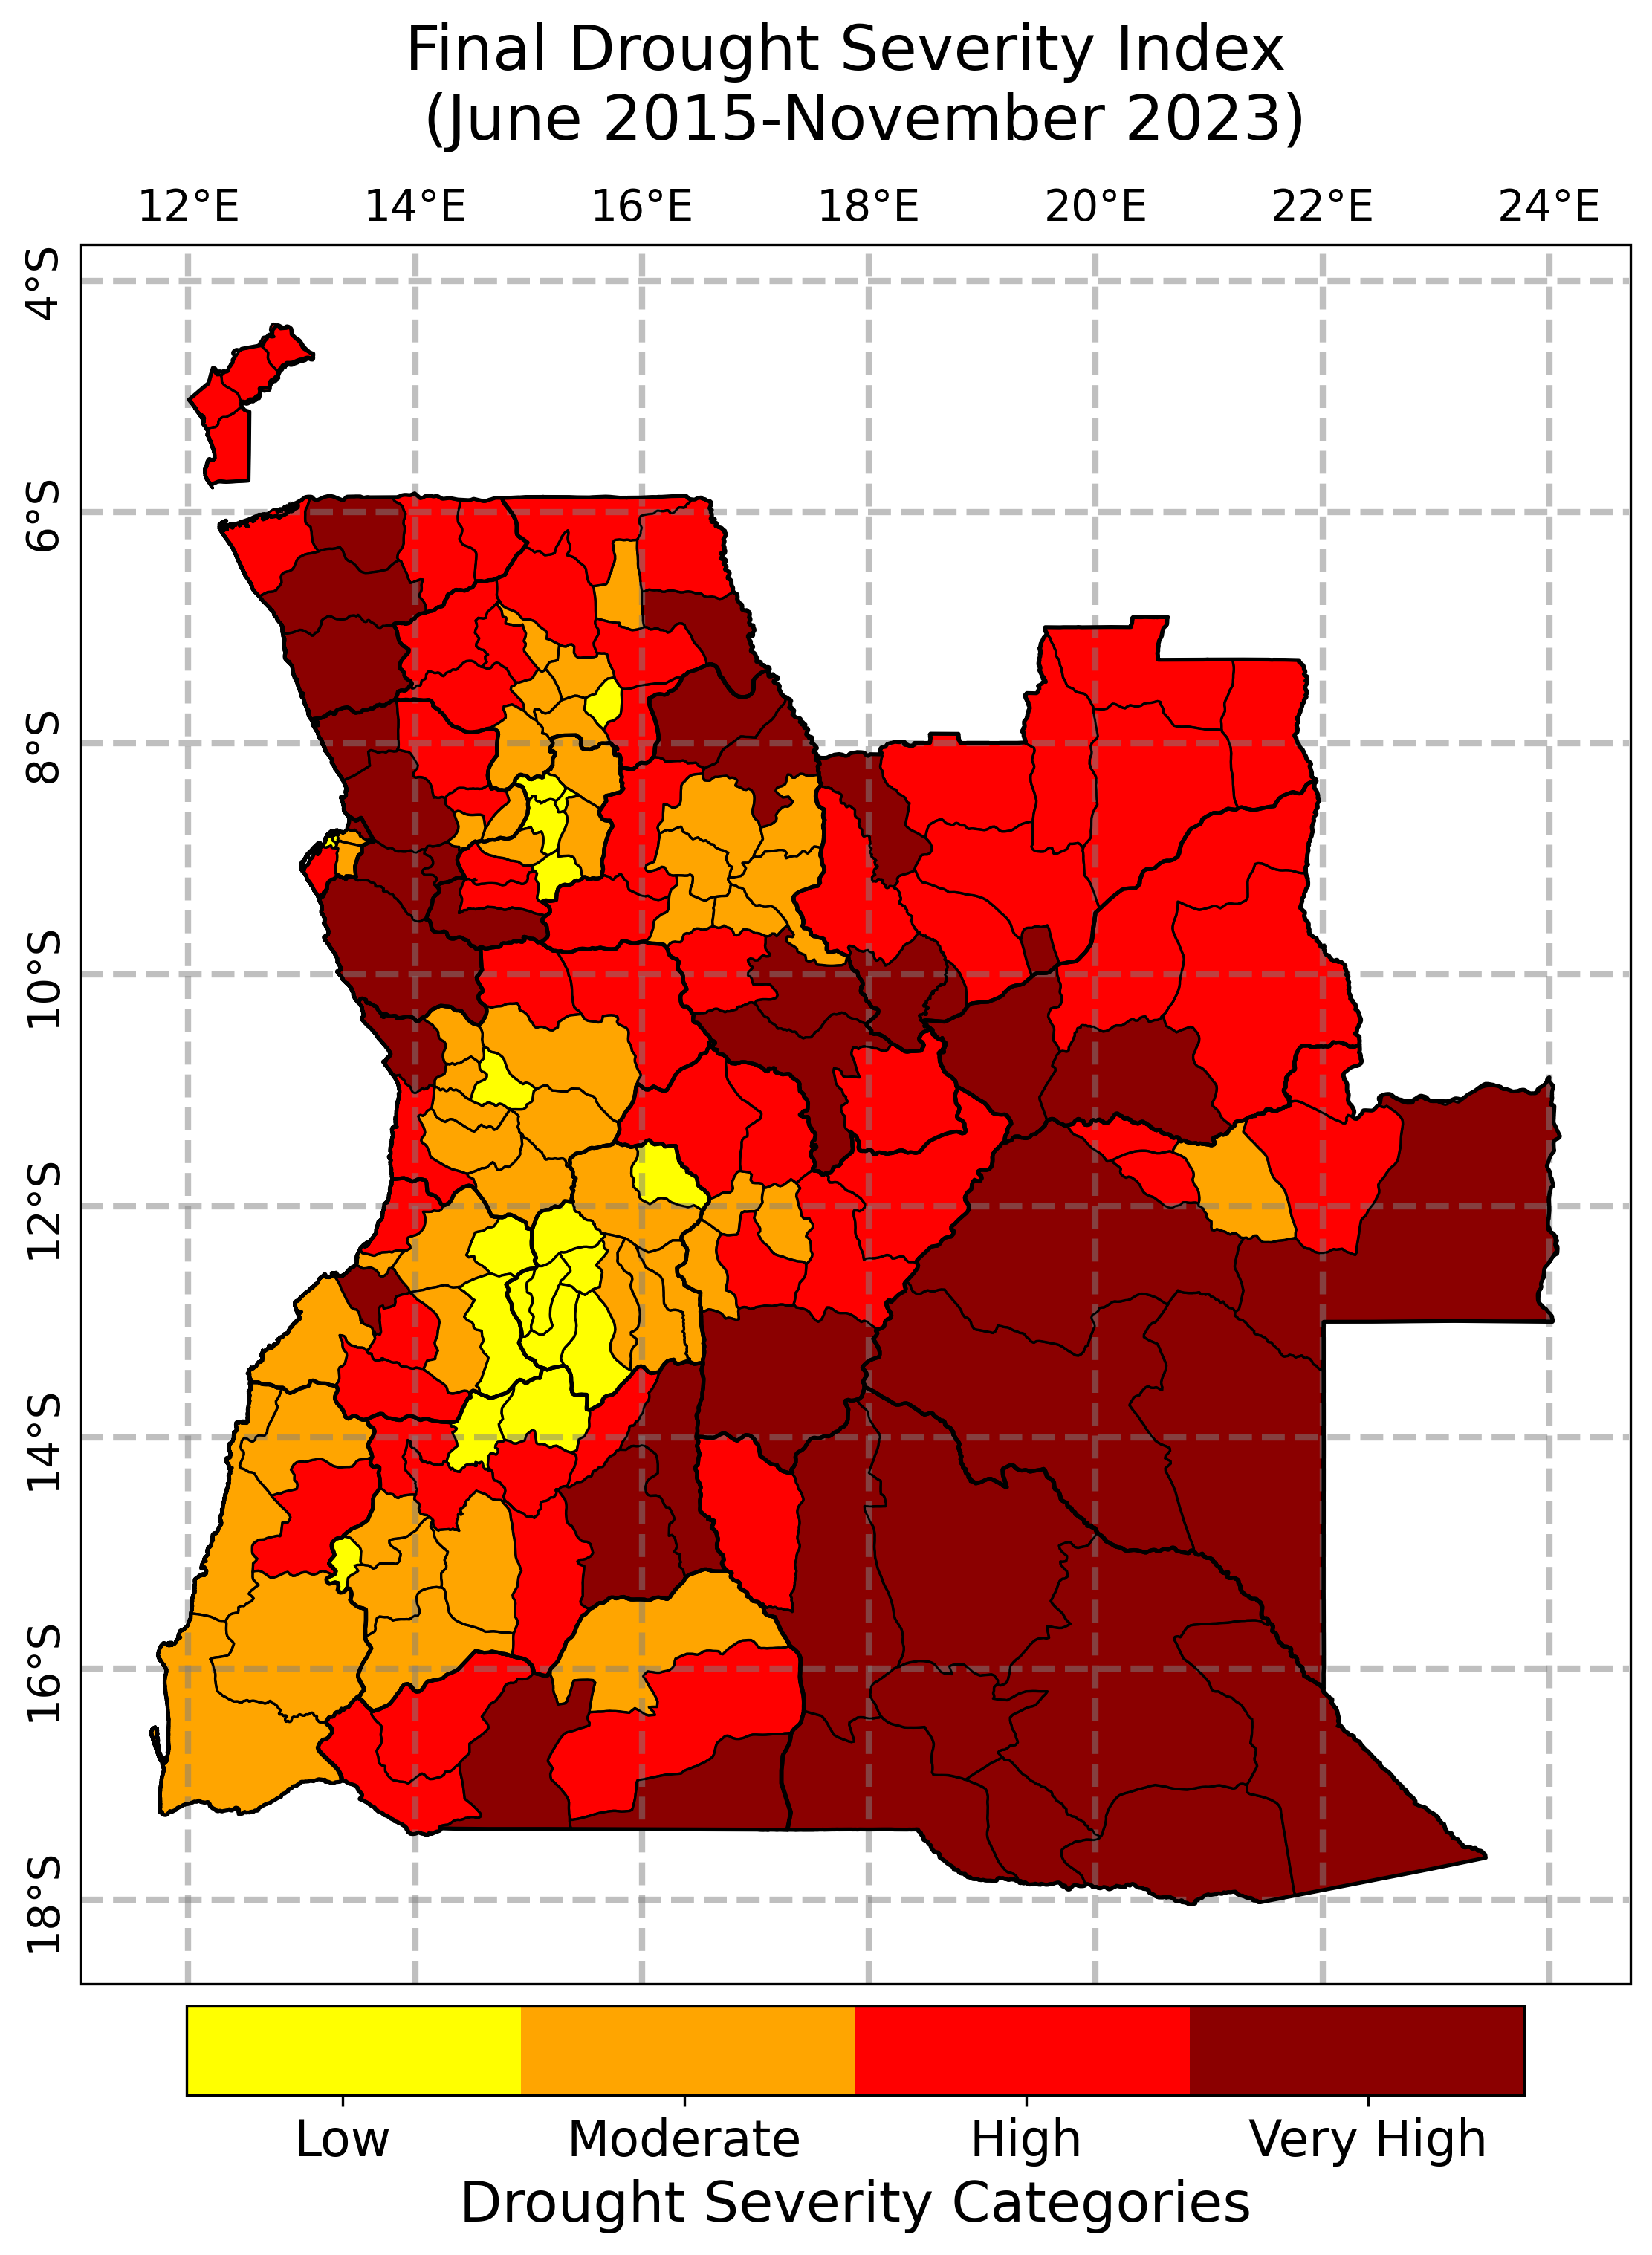 Final Drought Severity Index
(June 2015-November 2023)
12°E 14°E 16°E 18°E 20°E 22°E 24°E
4°S
6°S
8°S
10°S
12°S
14°S
16°S
18°S
Low Moderate High Very High
Drought Severity Categories